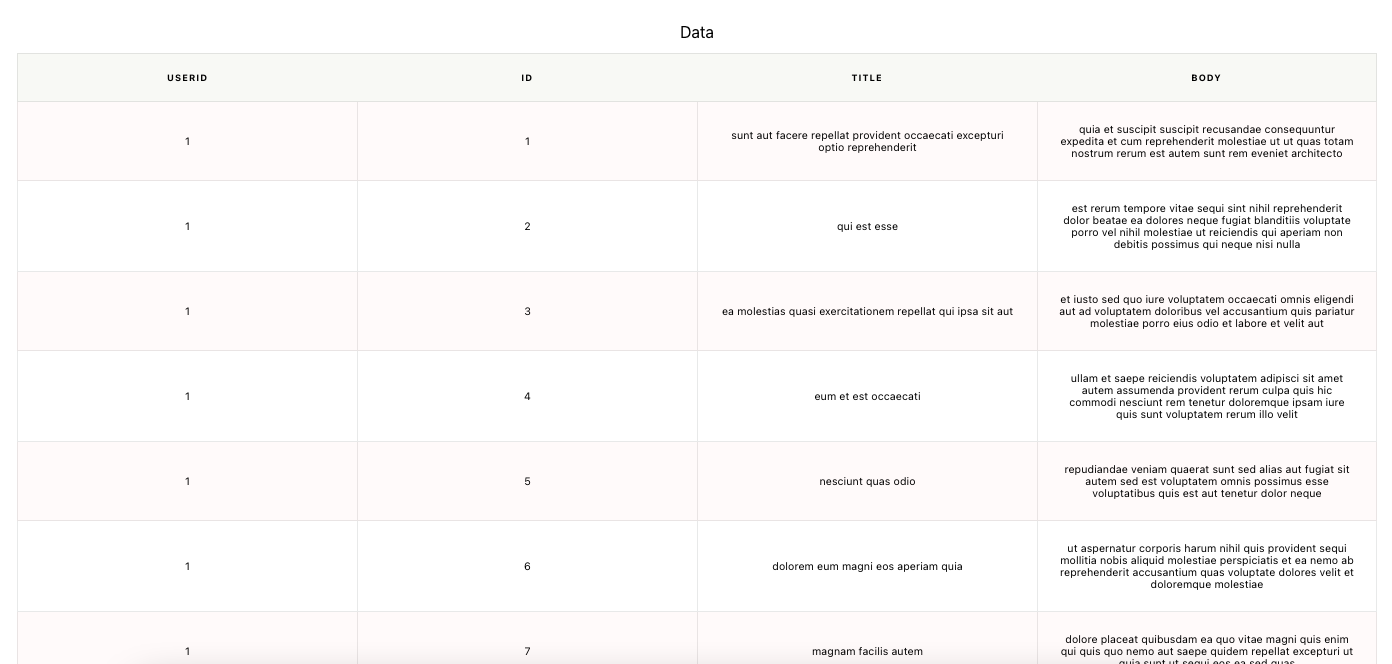 Data
USERID ID TITLE BODY
1 1 sunt aut facere repellat provident occaecati excepturi
optio reprehenderit
quia et suscipit suscipit recusandae consequuntur
expedita et cum reprehenderit molestiae ut ut quas totam
nostrum rerum est autem sunt rem eveniet architecto
1 2 qui est esse
est rerum tempore vitae sequi sint nihil reprehenderit
dolor beatae ea dolores neque fugiat blanditiis voluptate
porro vel nihil molestiae ut reiciendis qui aperiam non
debitis possimus qui neque nisi nulla
1 3 ea molestias quasi exercitationem repellat qui ipsa sit aut
et iusto sed quo iure voluptatem occaecati omnis eligendi
aut ad voluptatem doloribus vel accusantium quis pariatur
molestiae porro eius odio et labore et velit aut
1 4 eum et est occaecati
ullam et saepe reiciendis voluptatem adipisci sit amet
autem assumenda provident rerum culpa quis hic
commodi nesciunt rem tenetur doloremque ipsam iure
quis sunt voluptatem rerum illo velit
1 5 nesciunt quas odio
repudiandae veniam quaerat sunt sed alias aut fugiat sit
autem sed est voluptatem omnis possimus esse
voluptatibus quis est aut tenetur dolor neque
1 6 dolorem eum magni eos aperiam quia
ut aspernatur corporis harum nihil quis provident sequi
mollitia nobis aliquid molestiae perspiciatis et ea nemo ab
reprehenderit accusantium quas voluptate dolores velit et
doloremque molestiae
1 7 magnam facilis autem
dolore placeat quibusdam ea quo vitae magni quis enim
qui quis quo nemo aut saepe quidem repellat excepturi ut
quia sunt ut sequi eos ea sed quas